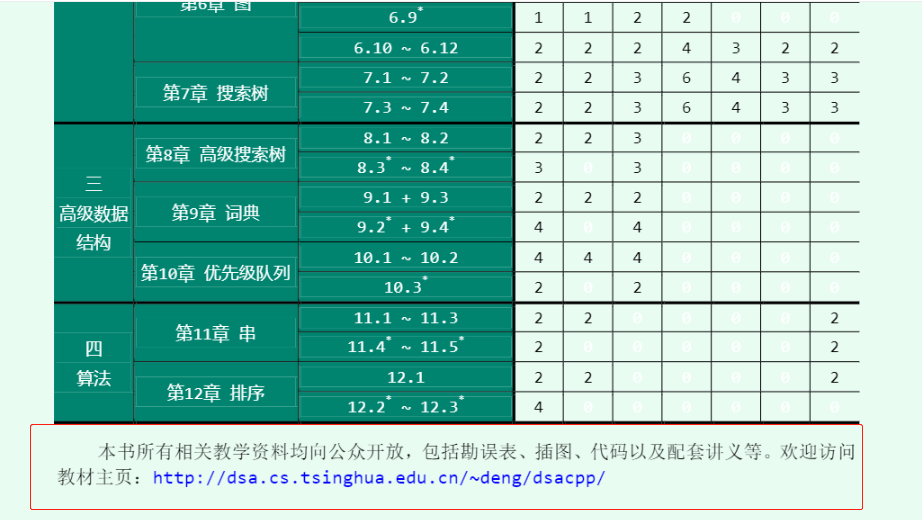 第6章 图
6.9* 1 1 2 2 0 0 0
6.10 ~ 6.12 2 2 2 4 3 2 2
第7章 搜索树
7.1 ~ 7.2 2 2 3 6 4 3 3
7.3 ~ 7.4 2 2 3 6 4 3 3
三
高级数据
结构
第8章 高级搜索树
8.1 ~ 8.2 2 2 3 0 0 0 0
8.3* ~ 8.4* 3 0 3 0 0 0 0
第9章 词典
9.1 + 9.3 2 2 2 0 0 0 0
9.2* + 9.4* 4 0 4 0 0 0 0
第10章 优先级队列
10.1 ~ 10.2 4 4 4 0 0 0 0
10.3* 2 0 2 0 0 0 0
四
算法
第11章 串
11.1 ~ 11.3 2 2 0 0 0 0 2
11.4* ~ 11.5* 2 0 0 0 0 0 2
第12章 排序
12.1 2 2 0 0 0 0 2
12.2* ~ 12.3* 4 0 0 0 0 0 0
本书所有相关教学资料均向公众开放，包括勘误表、插图、代码以及配套讲义等。欢迎访问
教材主页：http://dsa.cs.tsinghua.edu.cn/~deng/dsacpp/